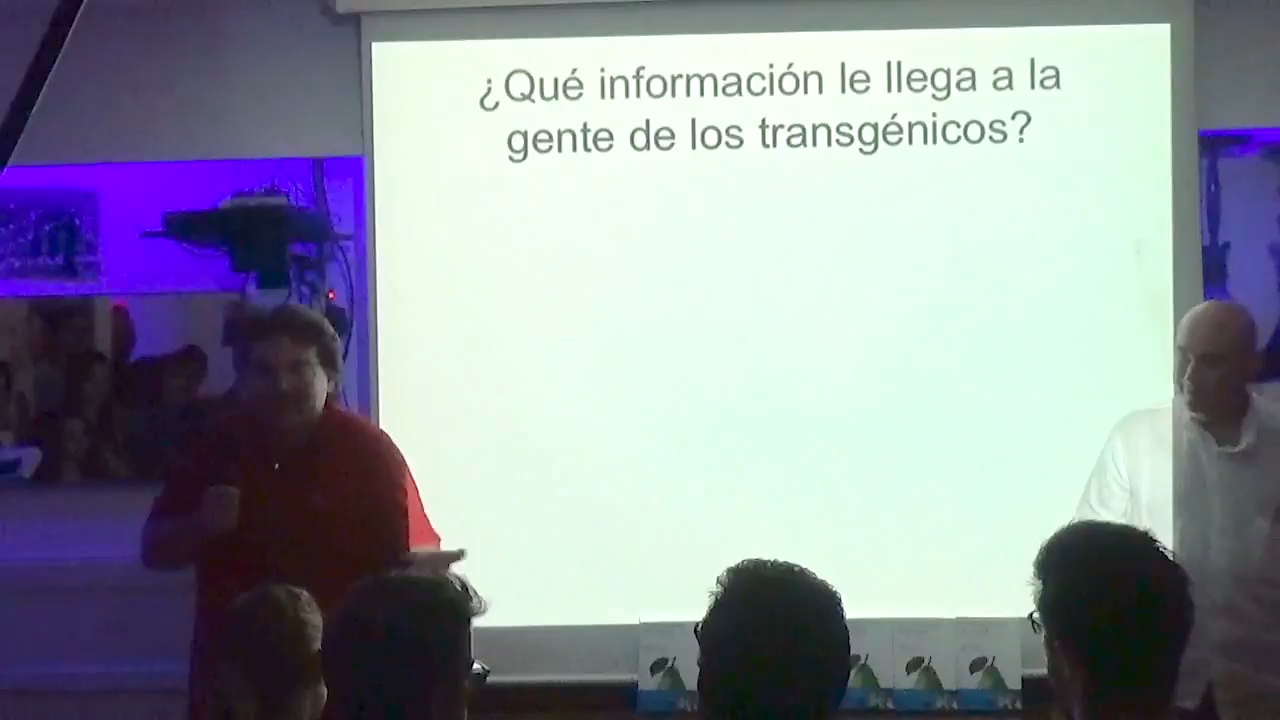 ¿Qué información le llega a la
gente de los transgénicos?